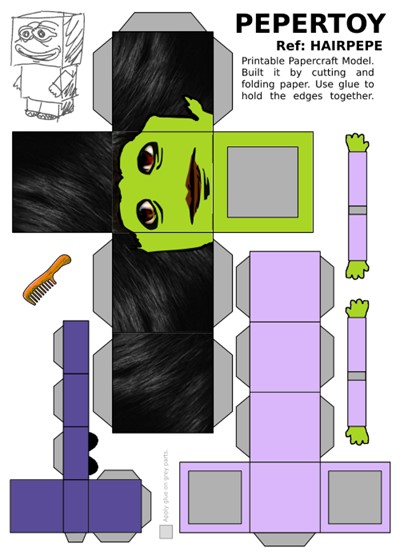 PEPERTOY
Ref: HAIRPEPE
Printable Papercraft Model.
Built it by cutting and
folding paper. Use glue to
hold the edges together.
Apply glue on grey parts.